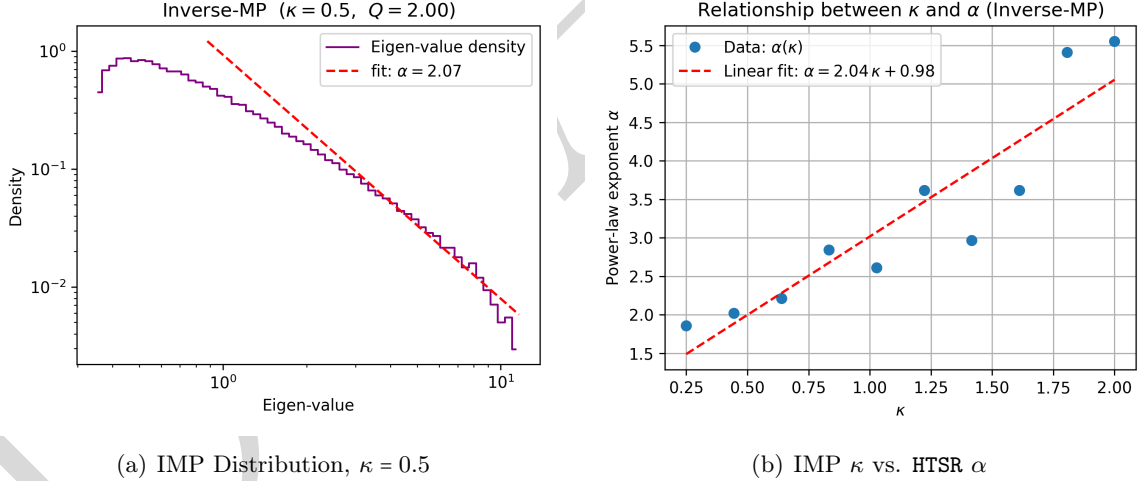 Inverse-MP (κ = 0.5, Q = 2.00)
Eigen-value density
fit: α = 2.07
10⁰
10⁻¹
10⁻²
Density
10⁰
10¹
Eigen-value
(a) IMP Distribution, κ = 0.5
Relationship between κ and α (Inverse-MP)
Data: α(κ)
Linear fit: α = 2.04 κ + 0.98
5.5
5.0
4.5
4.0
3.5
3.0
2.5
2.0
1.5
Power-law exponent α
0.25 0.50 0.75 1.00 1.25 1.50 1.75 2.00
κ
(b) IMP κ vs. HTSR α